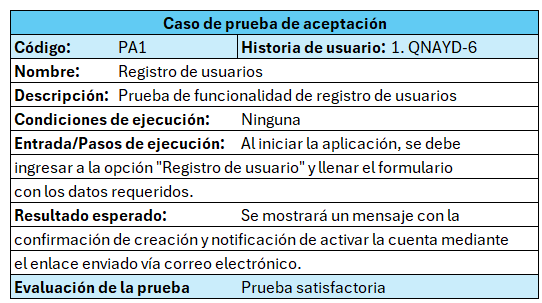 Caso de prueba de aceptación
Código: PA1 Historia de usuario: 1. QNAYD-6
Nombre: Registro de usuarios
Descripción: Prueba de funcionalidad de registro de usuarios
Condiciones de ejecución: Ninguna
Entrada/Pasos de ejecución: Al iniciar la aplicación, se debe
ingresar a la opción "Registro de usuario" y llenar el formulario
con los datos requeridos.
Resultado esperado: Se mostrará un mensaje con la
confirmación de creación y notificación de activar la cuenta mediante
el enlace enviado vía correo electrónico.
Evaluación de la prueba Prueba satisfactoria